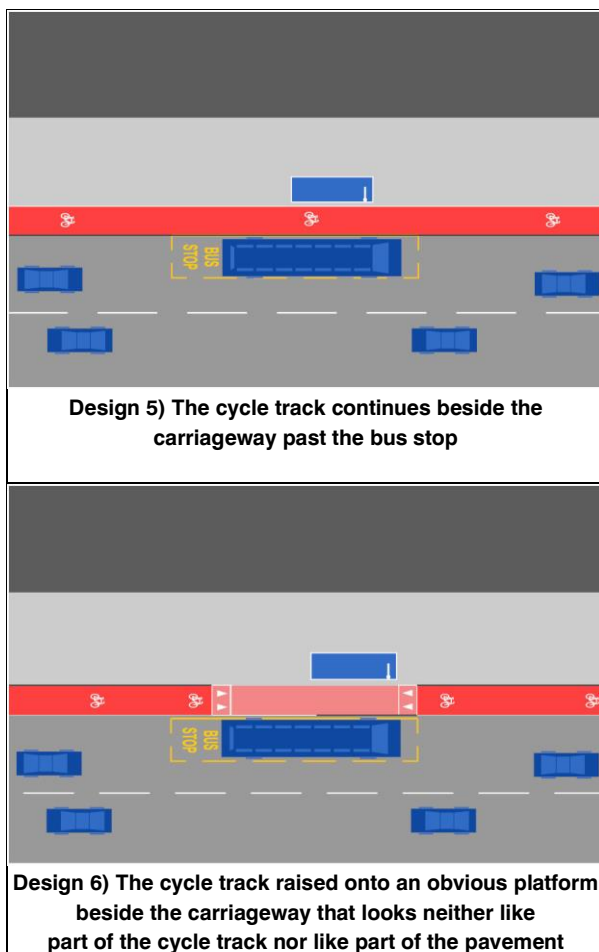 BUS
STOP
Design 5) The cycle track continues beside the
carriageway past the bus stop
BUS
STOP
Design 6) The cycle track raised onto an obvious platform
beside the carriageway that looks neither like
part of the cycle track nor like part of the pavement